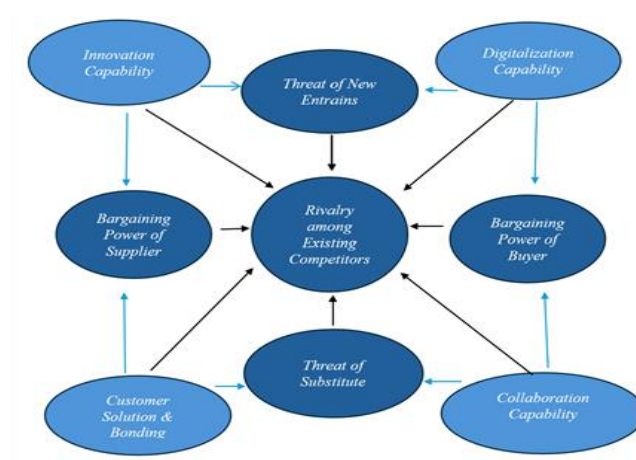 Innovation
Capability
Digitalization
Capability
Threat of New
Entrains
Bargaining
Power of
Supplier
Rivalry
among
Existing
Competitors
Bargaining
Power of
Buyer
Threat of
Substitute
Customer
Solution &
Bonding
Collaboration
Capability